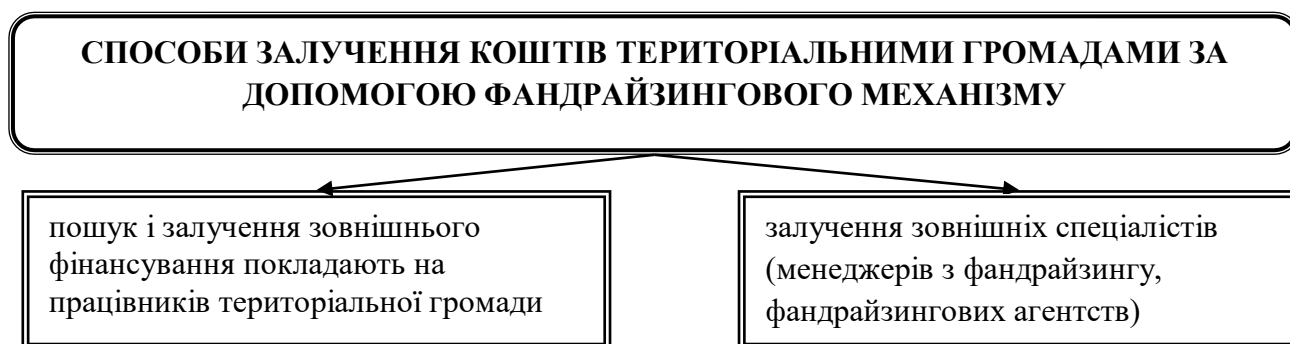 СПОСОБИ ЗАЛУЧЕННЯ КОШТІВ ТЕРИТОРІАЛЬНИМИ ГРОМАДАМИ ЗА
ДОПОМОГОЮ ФАНДРАЙЗИНГОВОГО МЕХАНІЗМУ
пошук і залучення зовнішнього
фінансування покладають на
працівників територіальної громади
залучення зовнішніх спеціалістів
(менеджерів з фандрайзингу,
фандрайзингових агентств)